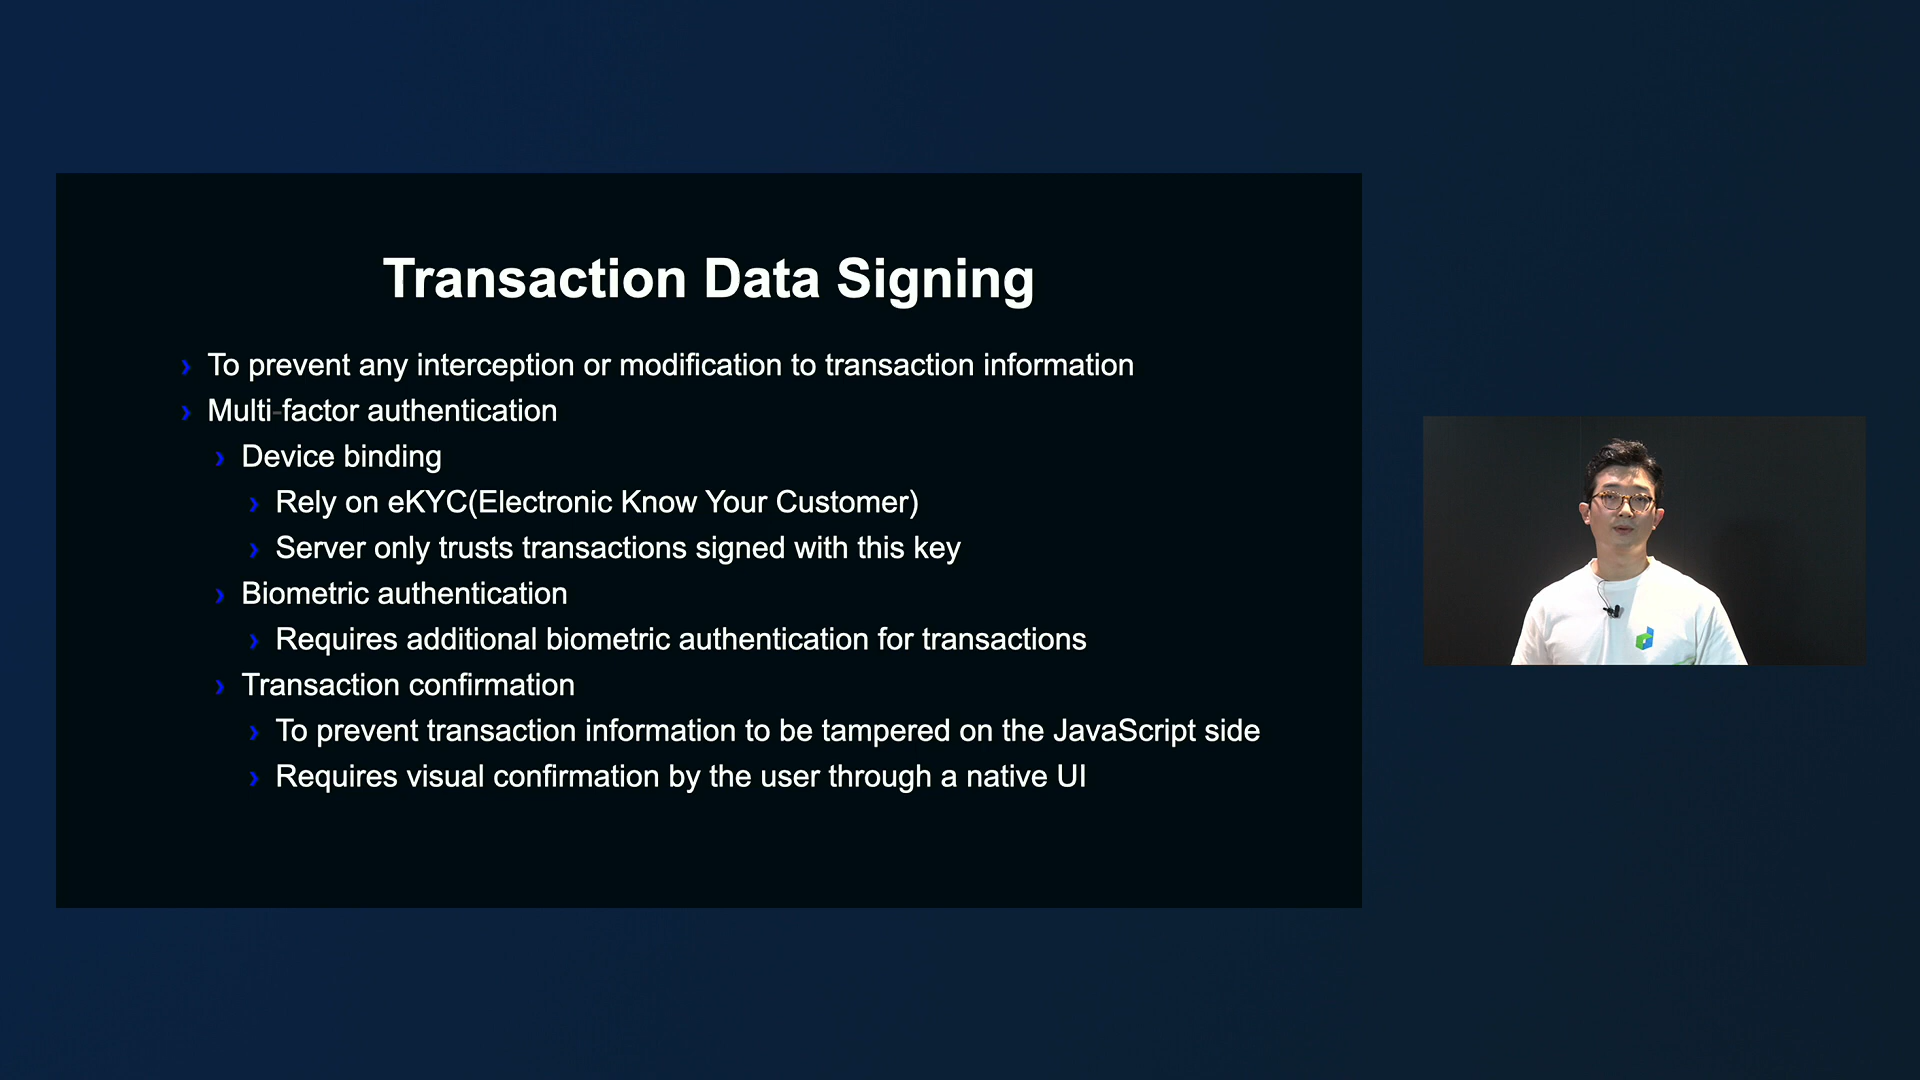 Transaction Data Signing
› To prevent any interception or modification to transaction information
› Multi-factor authentication
› Device binding
› Rely on eKYC(Electronic Know Your Customer)
› Server only trusts transactions signed with this key
› Biometric authentication
› Requires additional biometric authentication for transactions
› Transaction confirmation
› To prevent transaction information to be tampered on the JavaScript side
› Requires visual confirmation by the user through a native UI